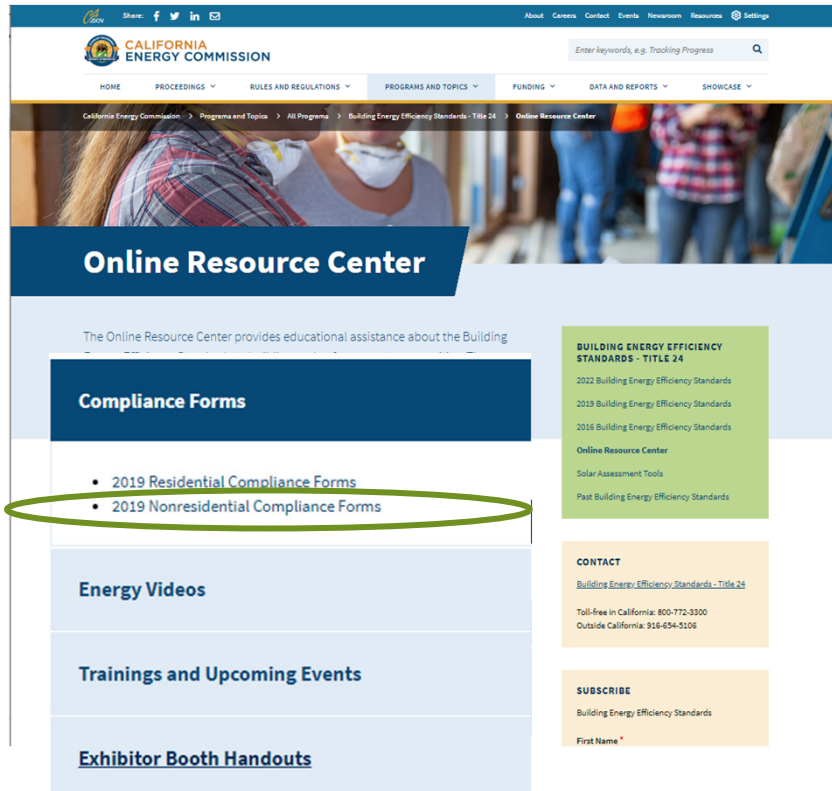 CA.GOV Share: About Careers Contact Events Newsroom Resources Settings
CALIFORNIA
ENERGY COMMISSION
Enter keywords, e.g. Tracking Progress
HOME PROCEEDINGS RULES AND REGULATIONS PROGRAMS AND TOPICS FUNDING DATA AND REPORTS SHOWCASE
California Energy Commission > Programs and Topics > All Programs > Building Energy Efficiency Standards - Title 24 > Online Resource Center
Online Resource Center
The Online Resource Center provides educational assistance about the Building
Compliance Forms
• 2019 Residential Compliance Forms
• 2019 Nonresidential Compliance Forms
Energy Videos
Trainings and Upcoming Events
Exhibitor Booth Handouts
BUILDING ENERGY EFFICIENCY
STANDARDS - TITLE 24
2022 Building Energy Efficiency Standards
2019 Building Energy Efficiency Standards
2016 Building Energy Efficiency Standards
Online Resource Center
Solar Assessment Tools
Past Building Energy Efficiency Standards
CONTACT
Building Energy Efficiency Standards - Title 24
Toll-free in California: 800-772-3300
Outside California: 916-654-5106
SUBSCRIBE
Building Energy Efficiency Standards
First Name *